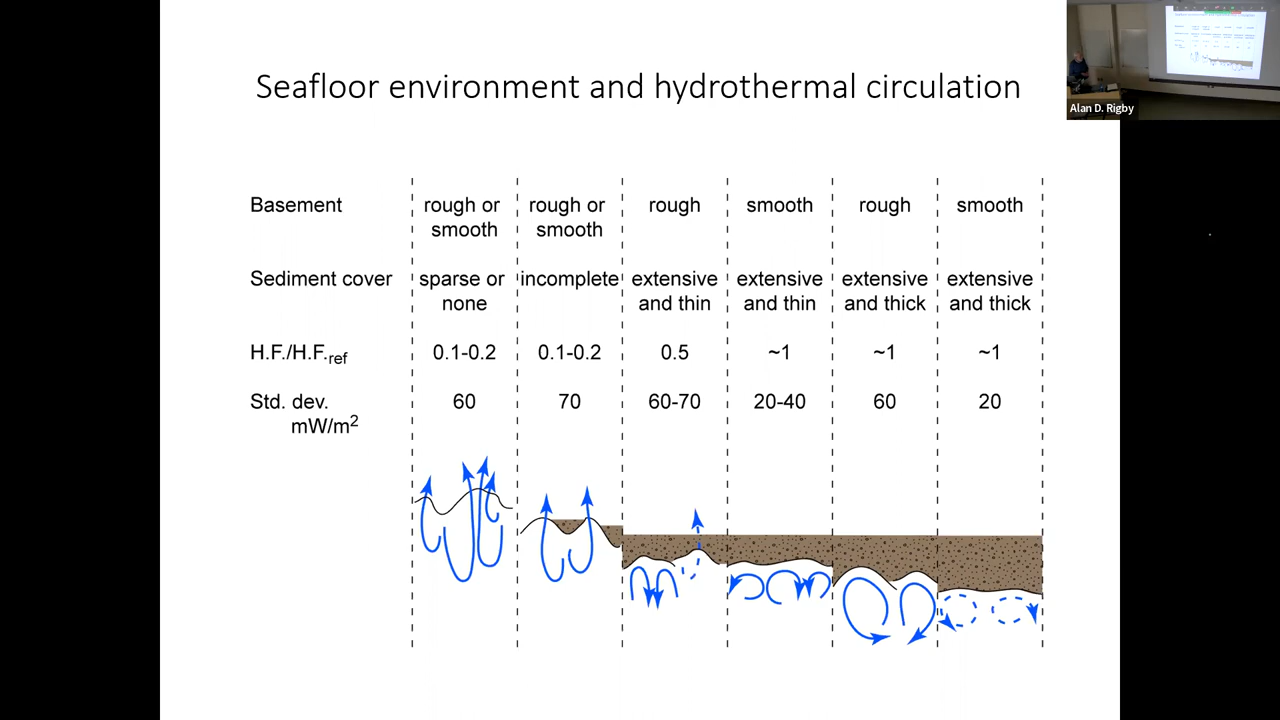 Seafloor environment and hydrothermal circulation
Alan D. Rigby
Basement rough or smooth rough or smooth rough smooth rough smooth
Sediment cover sparse or none incomplete extensive and thin extensive and thin extensive and thick extensive and thick
H.F./H.F.ref 0.1-0.2 0.1-0.2 0.5 ~1 ~1 ~1
Std. dev. mW/m2 60 70 60-70 20-40 60 20